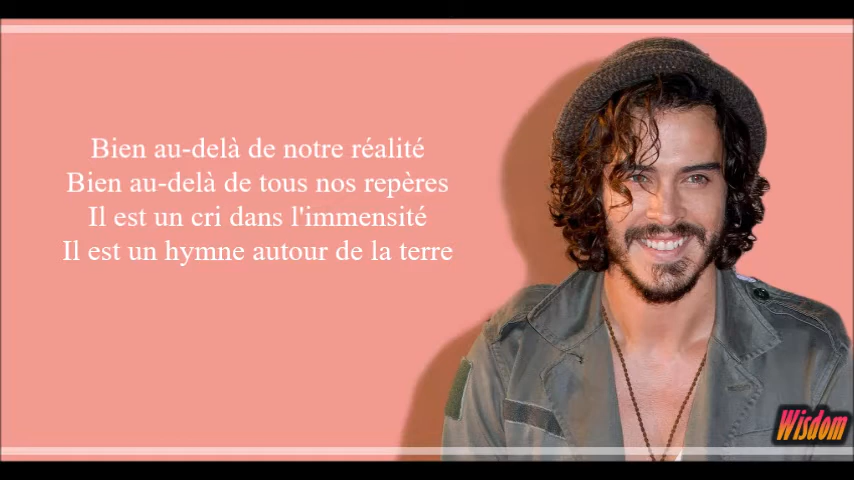 Bien au-delà de notre réalité
Bien au-delà de tous nos repères
Il est un cri dans l'immensité
Il est un hymne autour de la terre
Wisdom